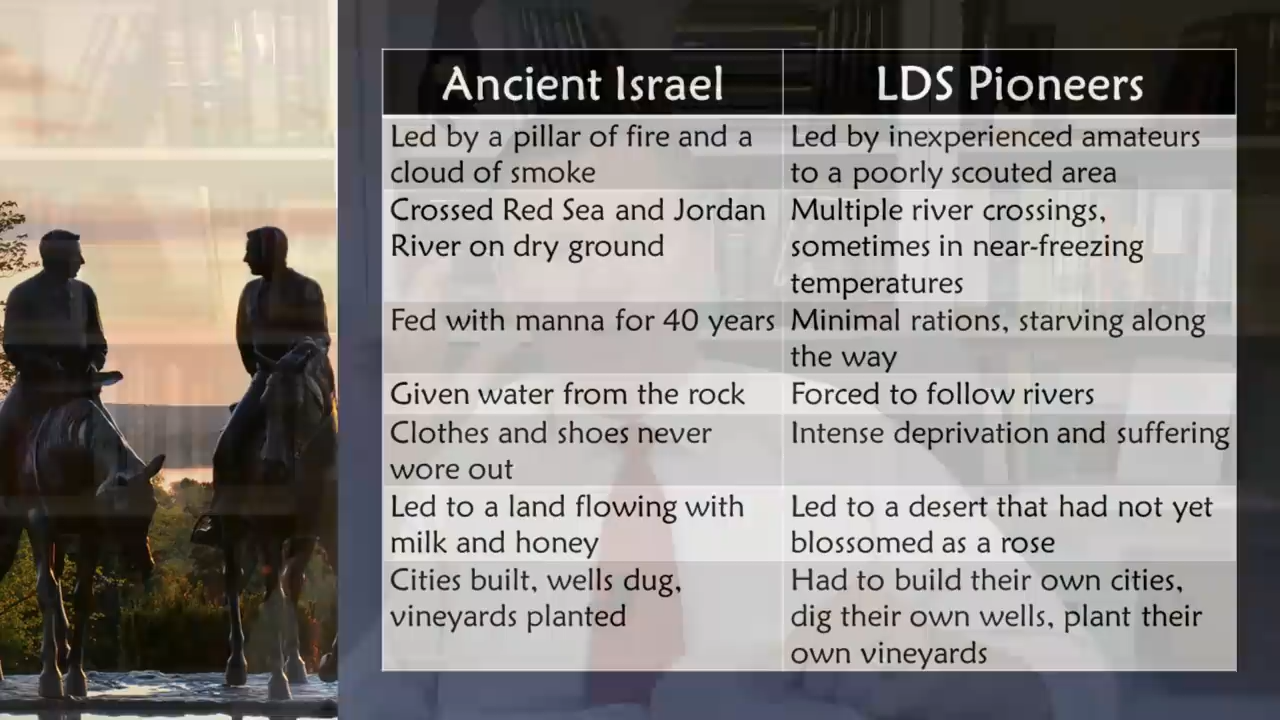 Ancient Israel
LDS Pioneers
Led by a pillar of fire and a
cloud of smoke
Led by inexperienced amateurs
to a poorly scouted area
Crossed Red Sea and Jordan
River on dry ground
Multiple river crossings,
sometimes in near-freezing
temperatures
Fed with manna for 40 years
Minimal rations, starving along
the way
Given water from the rock
Forced to follow rivers
Clothes and shoes never
wore out
Intense deprivation and suffering
Led to a land flowing with
milk and honey
Led to a desert that had not yet
blossomed as a rose
Cities built, wells dug,
vineyards planted
Had to build their own cities,
dig their own wells, plant their
own vineyards